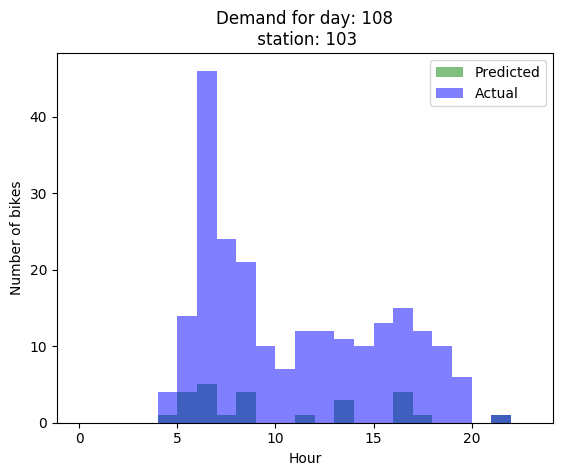 Demand for day: 108
station: 103
Predicted
Actual
Number of bikes
40
30
20
10
0
0
5
10
15
20
Hour